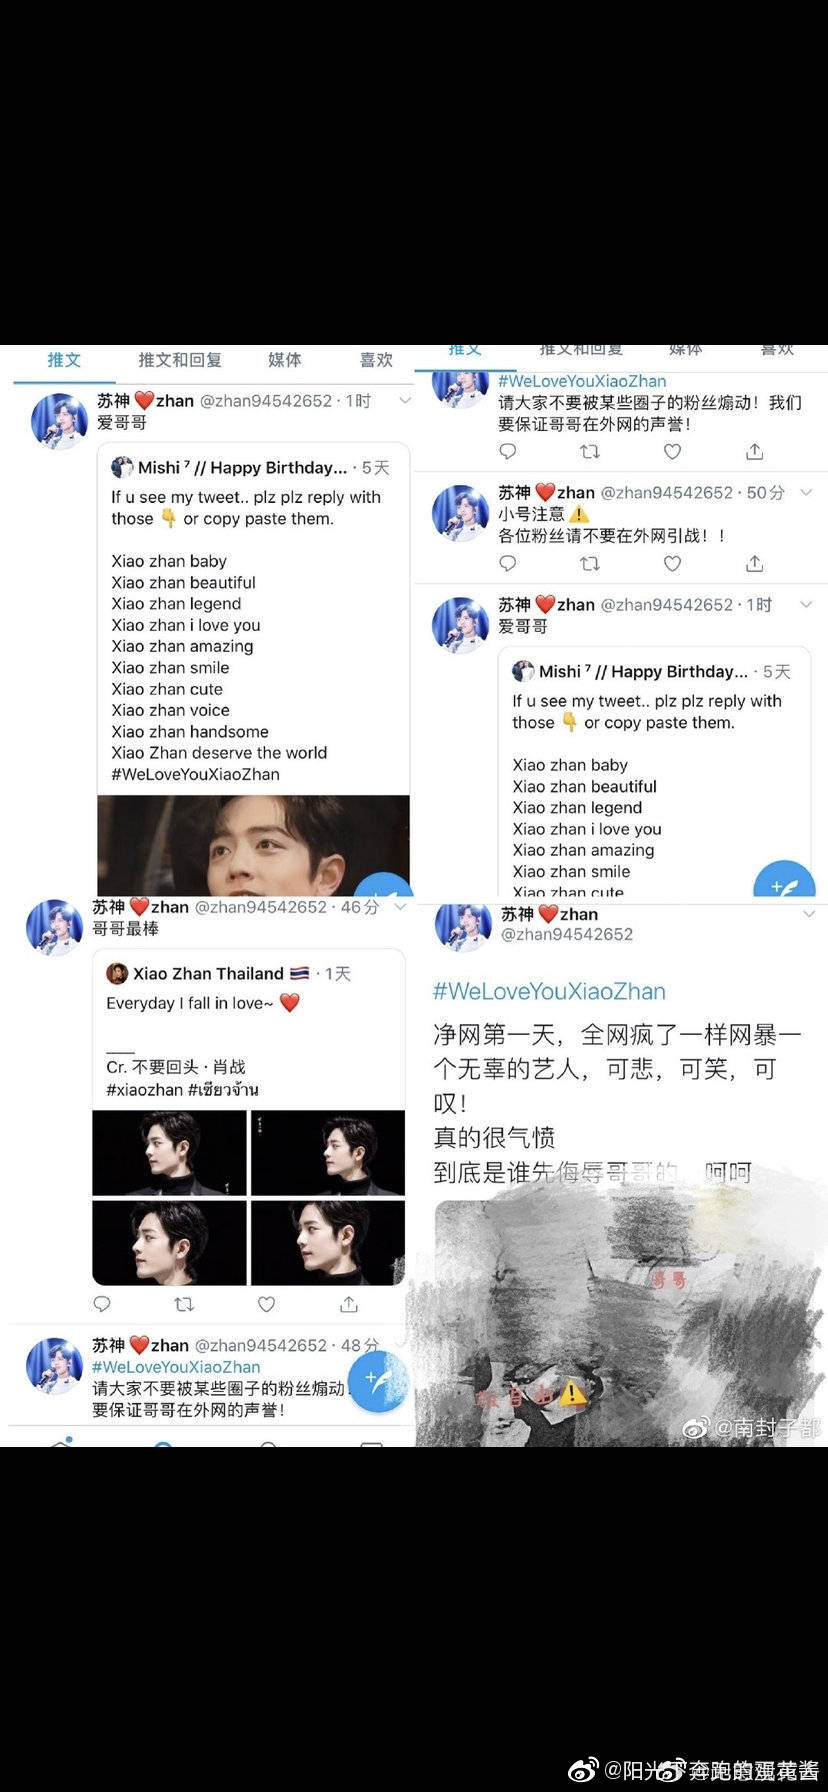 推文 推文和回复 媒体 喜欢
苏神❤️zhan @zhan94542652 · 1时
爱哥哥
Mishi ⁷ // Happy Birthday... · 5天
If u see my tweet.. plz plz reply with
those 👇 or copy paste them.
Xiao zhan baby
Xiao zhan beautiful
Xiao zhan legend
Xiao zhan i love you
Xiao zhan amazing
Xiao zhan smile
Xiao zhan cute
Xiao zhan voice
Xiao zhan handsome
Xiao Zhan deserve the world
#WeLoveYouXiaoZhan
推文 推文和回复 媒体 喜欢
#WeLoveYouXiaoZhan
请大家不要被某些圈子的粉丝煽动！我们
要保证哥哥在外网的声誉！
苏神❤️zhan @zhan94542652 · 50分
小号注意⚠️
各位粉丝请不要在外网引战！！
苏神❤️zhan @zhan94542652 · 1时
爱哥哥
Mishi ⁷ // Happy Birthday... · 5天
If u see my tweet.. plz plz reply with
those 👇 or copy paste them.
Xiao zhan baby
Xiao zhan beautiful
Xiao zhan legend
Xiao zhan i love you
Xiao zhan amazing
Xiao zhan smile
Xiao zhan cute
苏神❤️zhan @zhan94542652 · 46分
哥哥最棒
Xiao Zhan Thailand 🇹🇭 · 1天
Everyday I fall in love~ ❤️
___
Cr. 不要回头 · 肖战
#xiaozhan #เซียวจ้าน
苏神❤️zhan @zhan94542652 · 48分
#WeLoveYouXiaoZhan
请大家不要被某些圈子的粉丝煽动
要保证哥哥在外网的声誉！
苏神❤️zhan
@zhan94542652
#WeLoveYouXiaoZhan
净网第一天，全网疯了一样网暴一
个无辜的艺人，可悲，可笑，可
叹！
真的很气愤
到底是谁先侮辱哥哥的，呵呵
哥哥
@南封子都
@阳光下奔跑的蛋黄酱